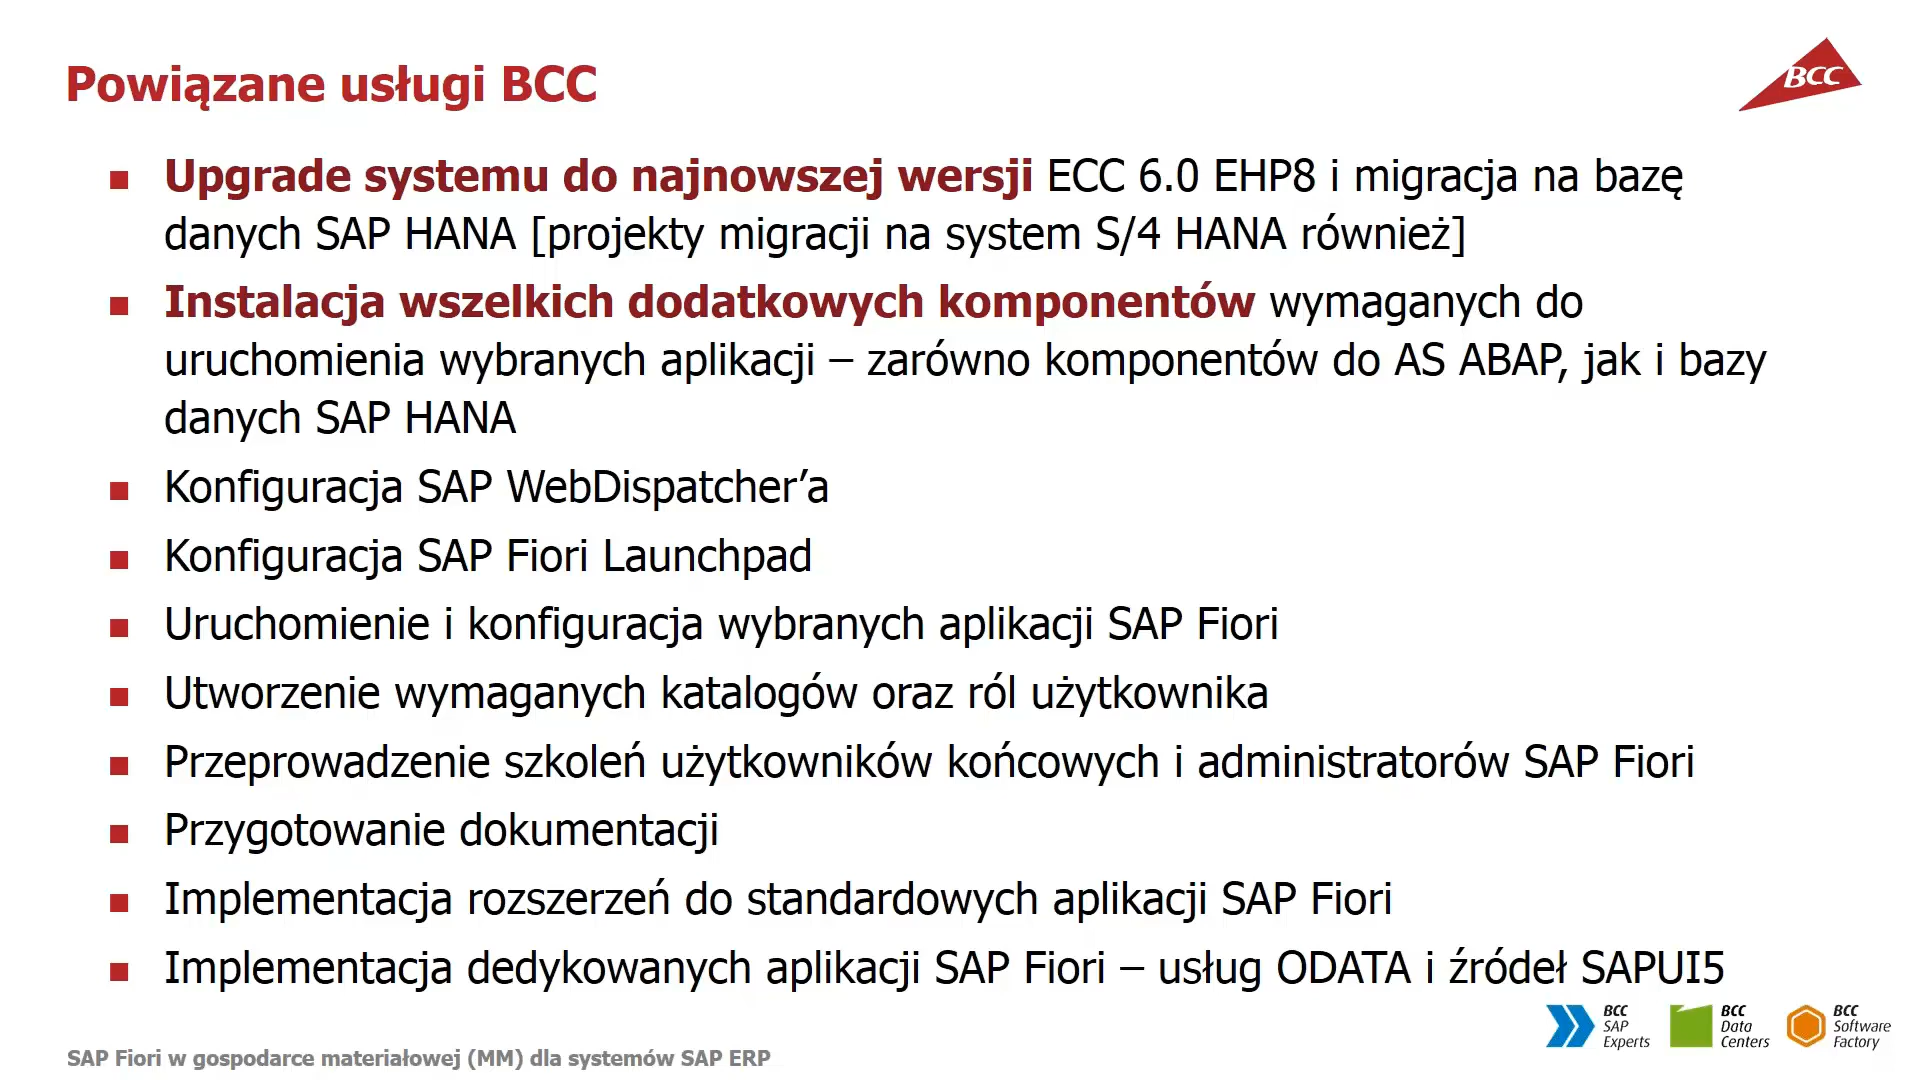 Powiązane usługi BCC
BCC
Upgrade systemu do najnowszej wersji ECC 6.0 EHP8 i migracja na bazę
danych SAP HANA [projekty migracji na system S/4 HANA również]
Instalacja wszelkich dodatkowych komponentów wymaganych do
uruchomienia wybranych aplikacji – zarówno komponentów do AS ABAP, jak i bazy
danych SAP HANA
Konfiguracja SAP WebDispatcher’a
Konfiguracja SAP Fiori Launchpad
Uruchomienie i konfiguracja wybranych aplikacji SAP Fiori
Utworzenie wymaganych katalogów oraz ról użytkownika
Przeprowadzenie szkoleń użytkowników końcowych i administratorów SAP Fiori
Przygotowanie dokumentacji
Implementacja rozszerzeń do standardowych aplikacji SAP Fiori
Implementacja dedykowanych aplikacji SAP Fiori – usług ODATA i źródeł SAPUI5
BCC
SAP
Experts
BCC
Data
Centers
BCC
Software
Factory
SAP Fiori w gospodarce materiałowej (MM) dla systemów SAP ERP